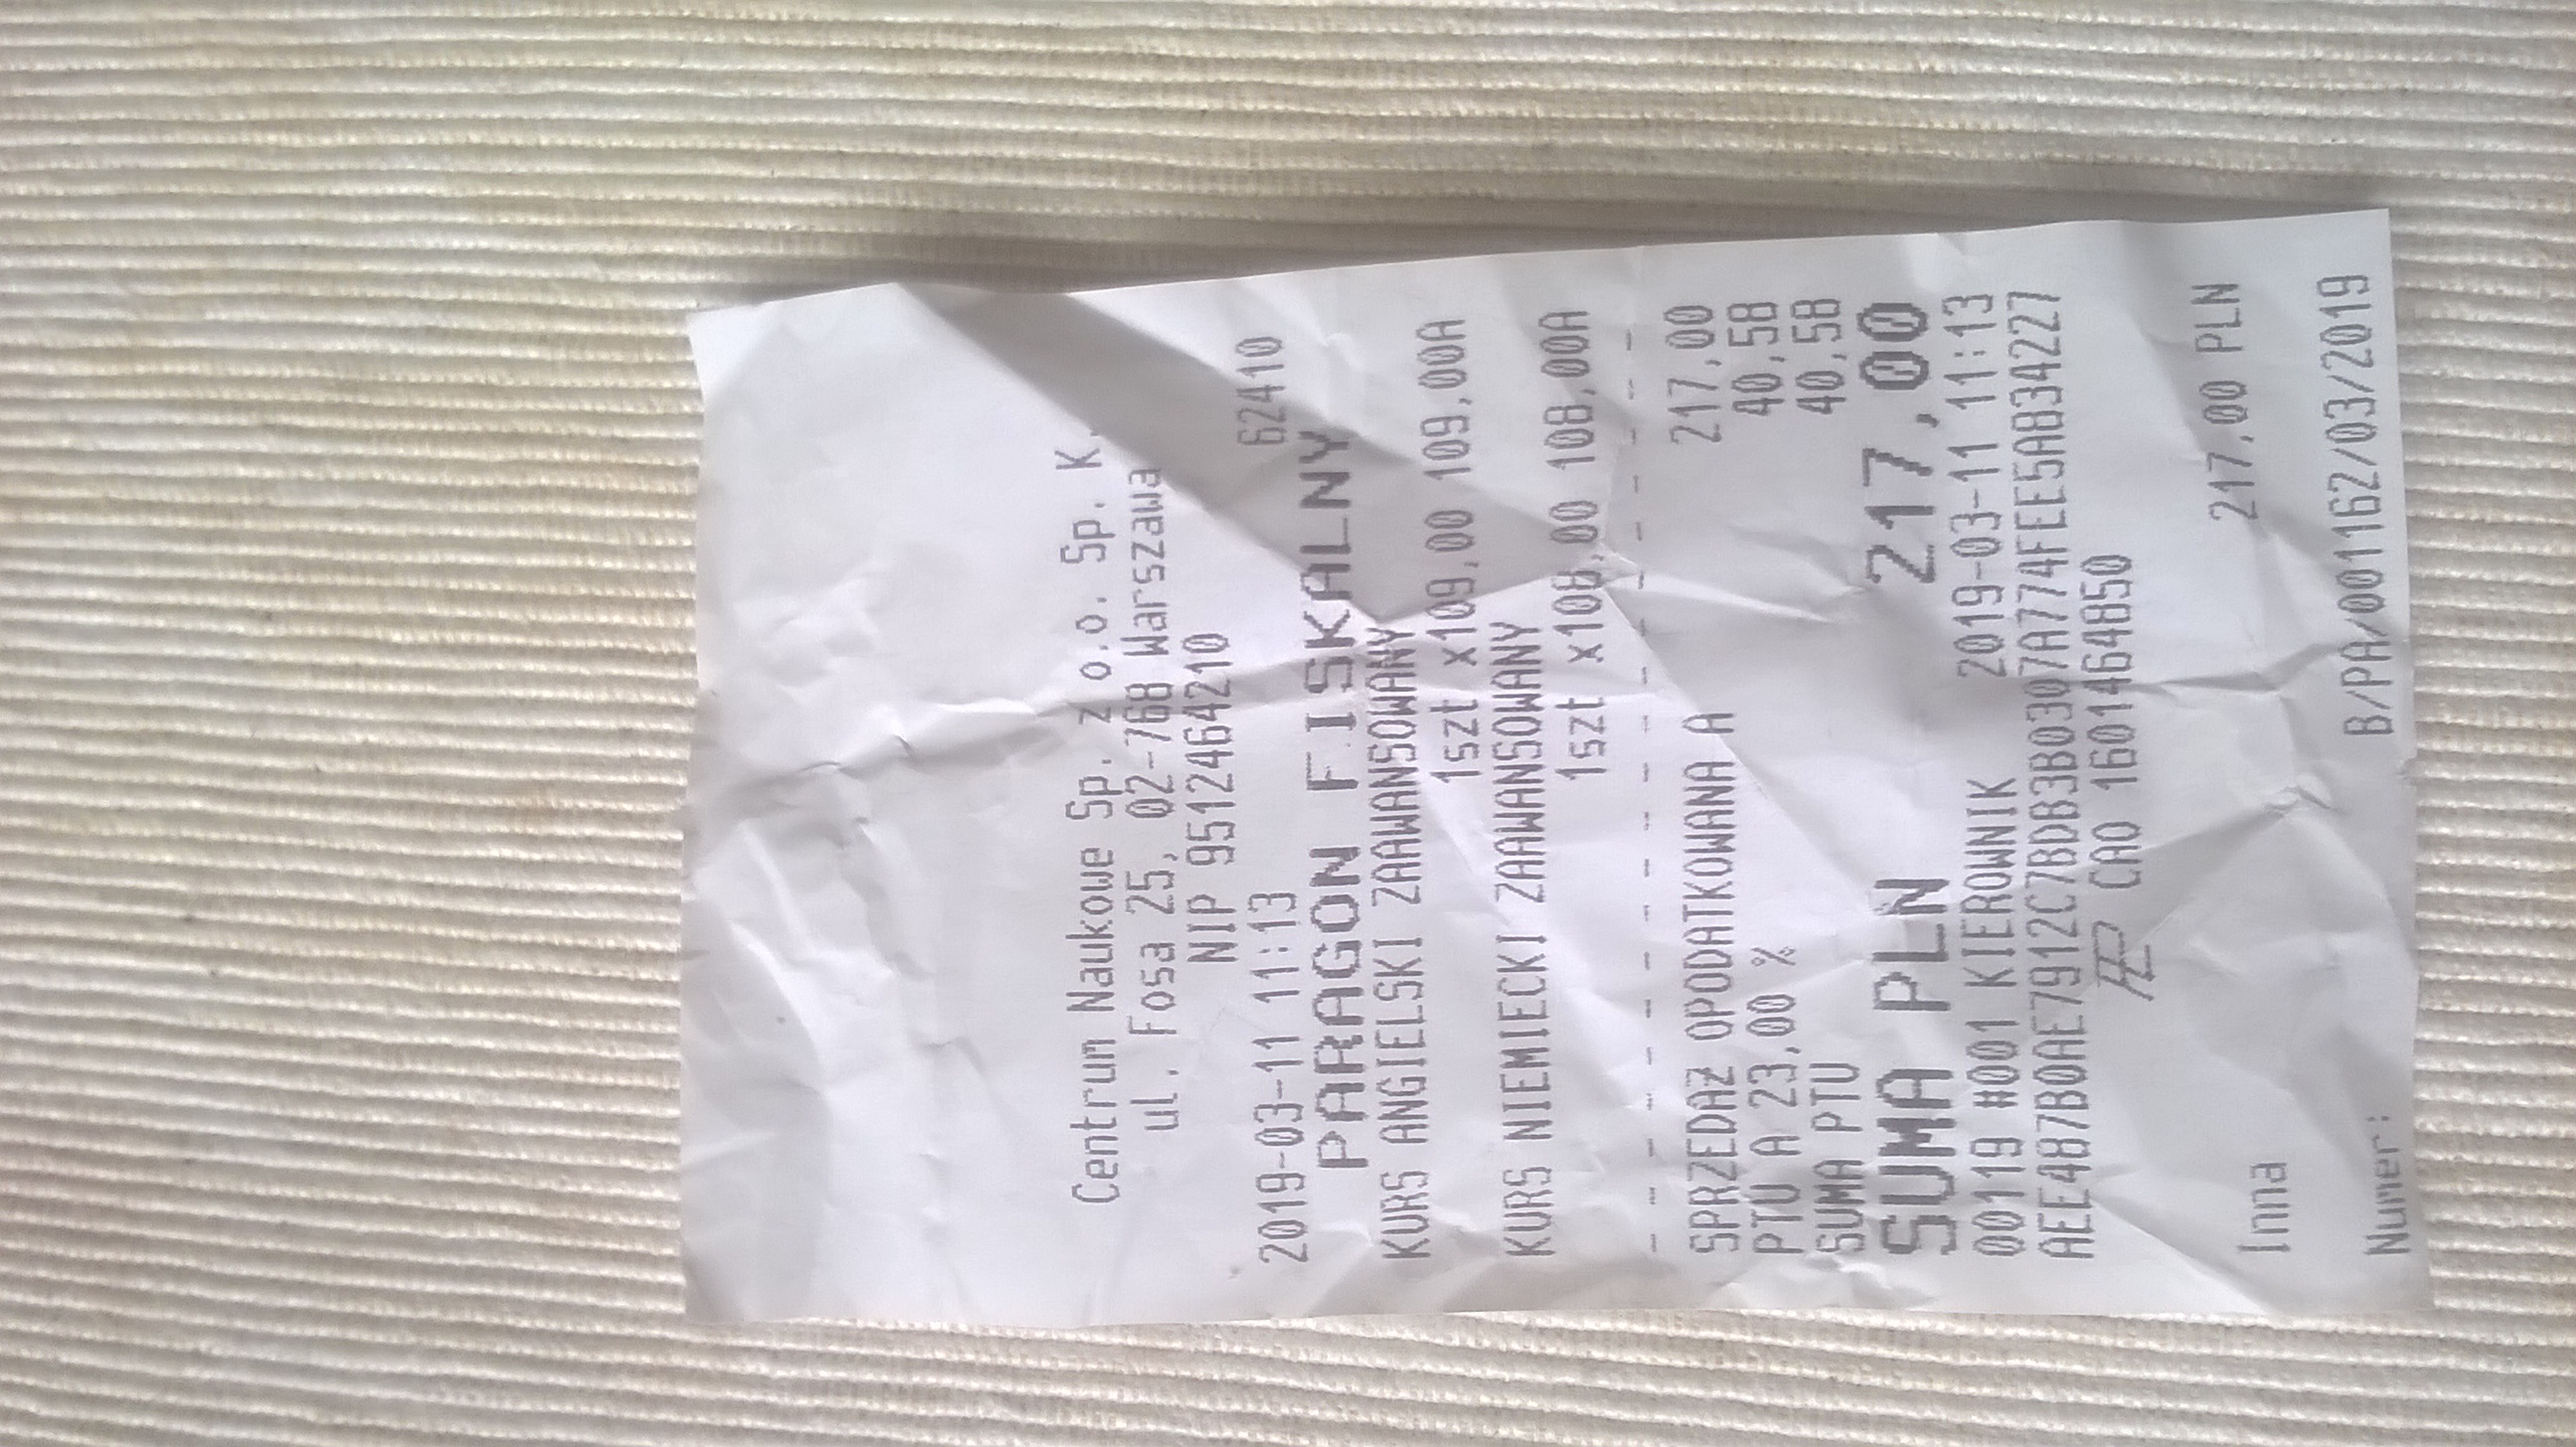 Centrum Naukowe Sp. z o.o. Sp. K.
ul. Fosa 25, 02-768 Warszawa
NIP 9512464210
2019-03-11 11:13 62410
PARAGON FISKALNY
KURS ANGIELSKI ZAAWANSOWANY
1szt x109,00 109,00A
KURS NIEMIECKI ZAAWANSOWANY
1szt x108,00 108,00A
SPRZEDAŻ OPODATKOWANA A 217,00
PTU A 23,00 % 40,58
SUMA PTU 40,58
SUMA PLN 217,00
00119 #001 KIEROWNIK 2019-03-11 11:13
AEE487B0AE7912C7BDB3B0307A774FEE5AB34227
CAO 1601464850
Inna 217,00 PLN
Numer: B/PA/001162/03/2019